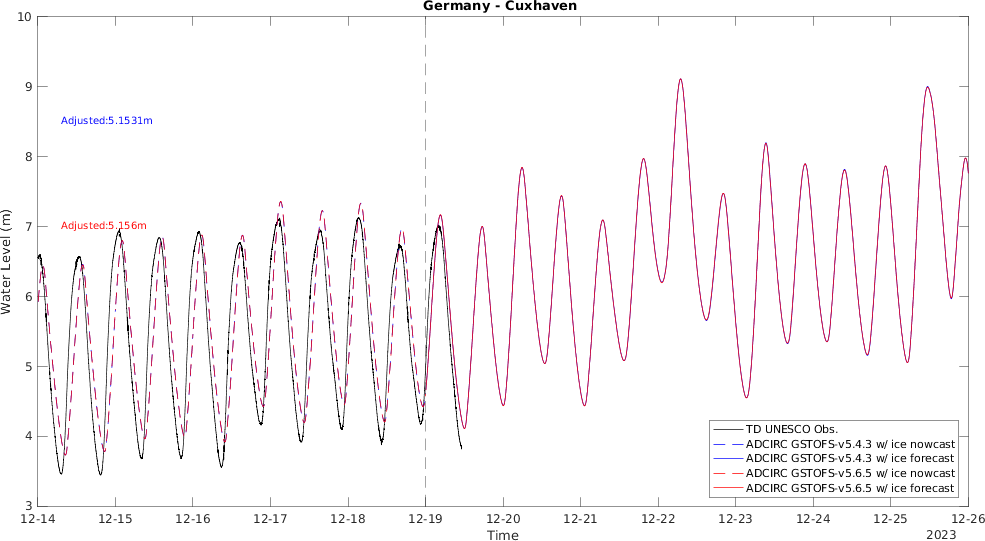 Germany - Cuxhaven
10
9
8
7
6
5
4
3
Water Level (m)
Adjusted:5.1531m
Adjusted:5.156m
TD UNESCO Obs.
ADCIRC GSTOFS-v5.4.3 w/ ice nowcast
ADCIRC GSTOFS-v5.4.3 w/ ice forecast
ADCIRC GSTOFS-v5.6.5 w/ ice nowcast
ADCIRC GSTOFS-v5.6.5 w/ ice forecast
12-14 12-15 12-16 12-17 12-18 12-19 12-20 12-21 12-22 12-23 12-24 12-25 12-26
Time
2023